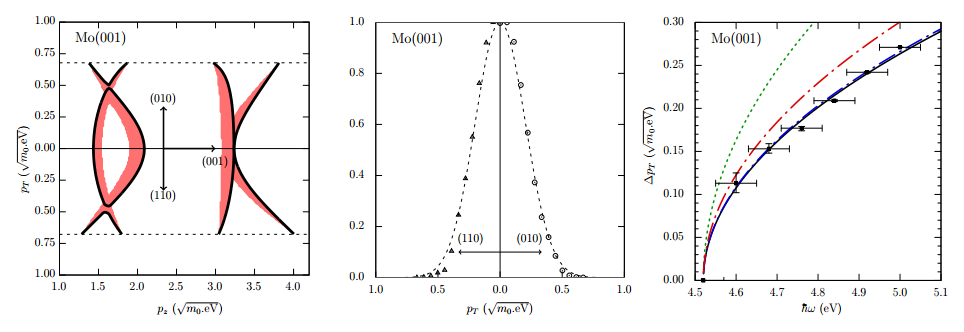 Mo(001)
1.00
0.75
0.50
0.25
0.00
0.25
0.50
0.75
1.00
(010)
(001)
(110)
1.0 1.5 2.0 2.5 3.0 3.5 4.0
p_T (√m₀.eV)
p_z (√m₀.eV)
Mo(001)
1.0
0.8
0.6
0.4
0.2
0.0
(110) (010)
1.0 0.5 0.0 0.5 1.0
p_T (√m₀.eV)
Mo(001)
0.30
0.25
0.20
0.15
0.10
0.05
0.00
4.5 4.6 4.7 4.8 4.9 5.0 5.1
Δp_T (√m₀.eV)
ħω (eV)